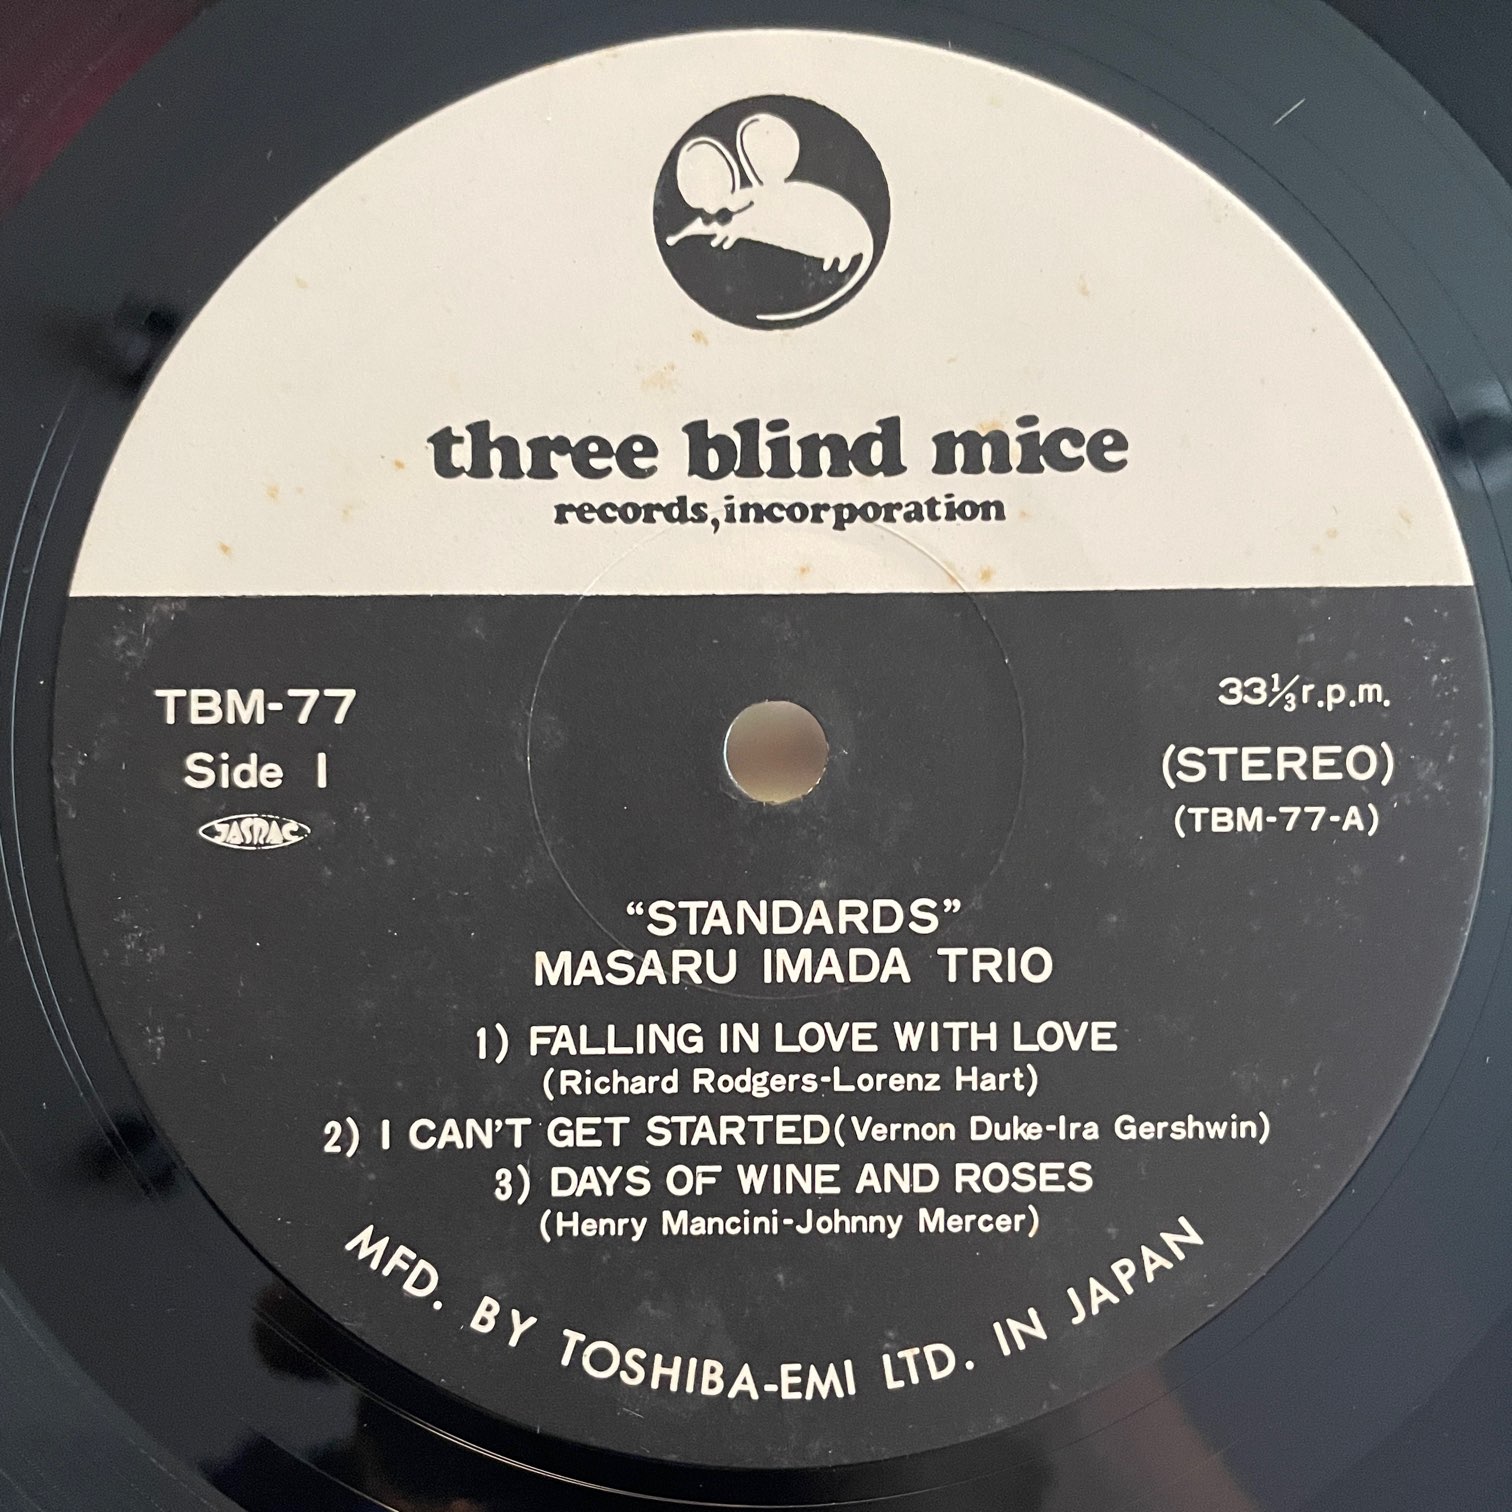 three blind mice
records, incorporation
TBM-77
Side 1
JASRAC
33⅓ r.p.m.
(STEREO)
(TBM-77-A)
“STANDARDS”
MASARU IMADA TRIO
1) FALLING IN LOVE WITH LOVE
(Richard Rodgers-Lorenz Hart)
2) I CAN'T GET STARTED (Vernon Duke-Ira Gershwin)
3) DAYS OF WINE AND ROSES
(Henry Mancini-Johnny Mercer)
MFD. BY TOSHIBA-EMI LTD. IN JAPAN